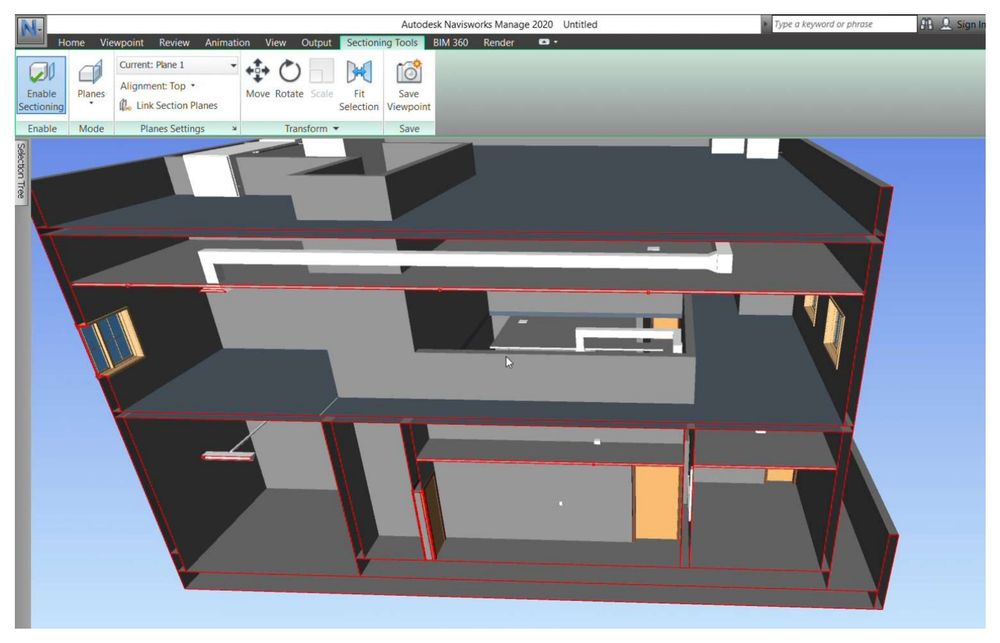 Autodesk Navisworks Manage 2020 Untitled
Type a keyword or phrase
Sign In
N
Home Viewpoint Review Animation View Output Sectioning Tools BIM 360 Render
Enable Sectioning
Planes
Current: Plane 1
Alignment: Top
Link Section Planes
Move Rotate Scale
Fit Selection
Save Viewpoint
Enable Mode Planes Settings Transform Save
Selection Tree